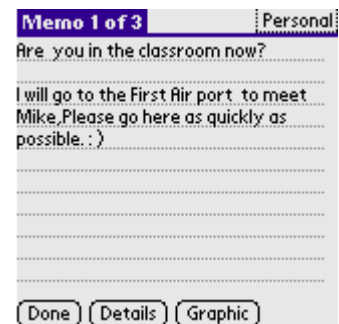 Memo 1 of 3 Personal
Are you in the classroom now?
I will go to the First Air port to meet
Mike,Please go here as quickly as
possible. : )
Done Details Graphic